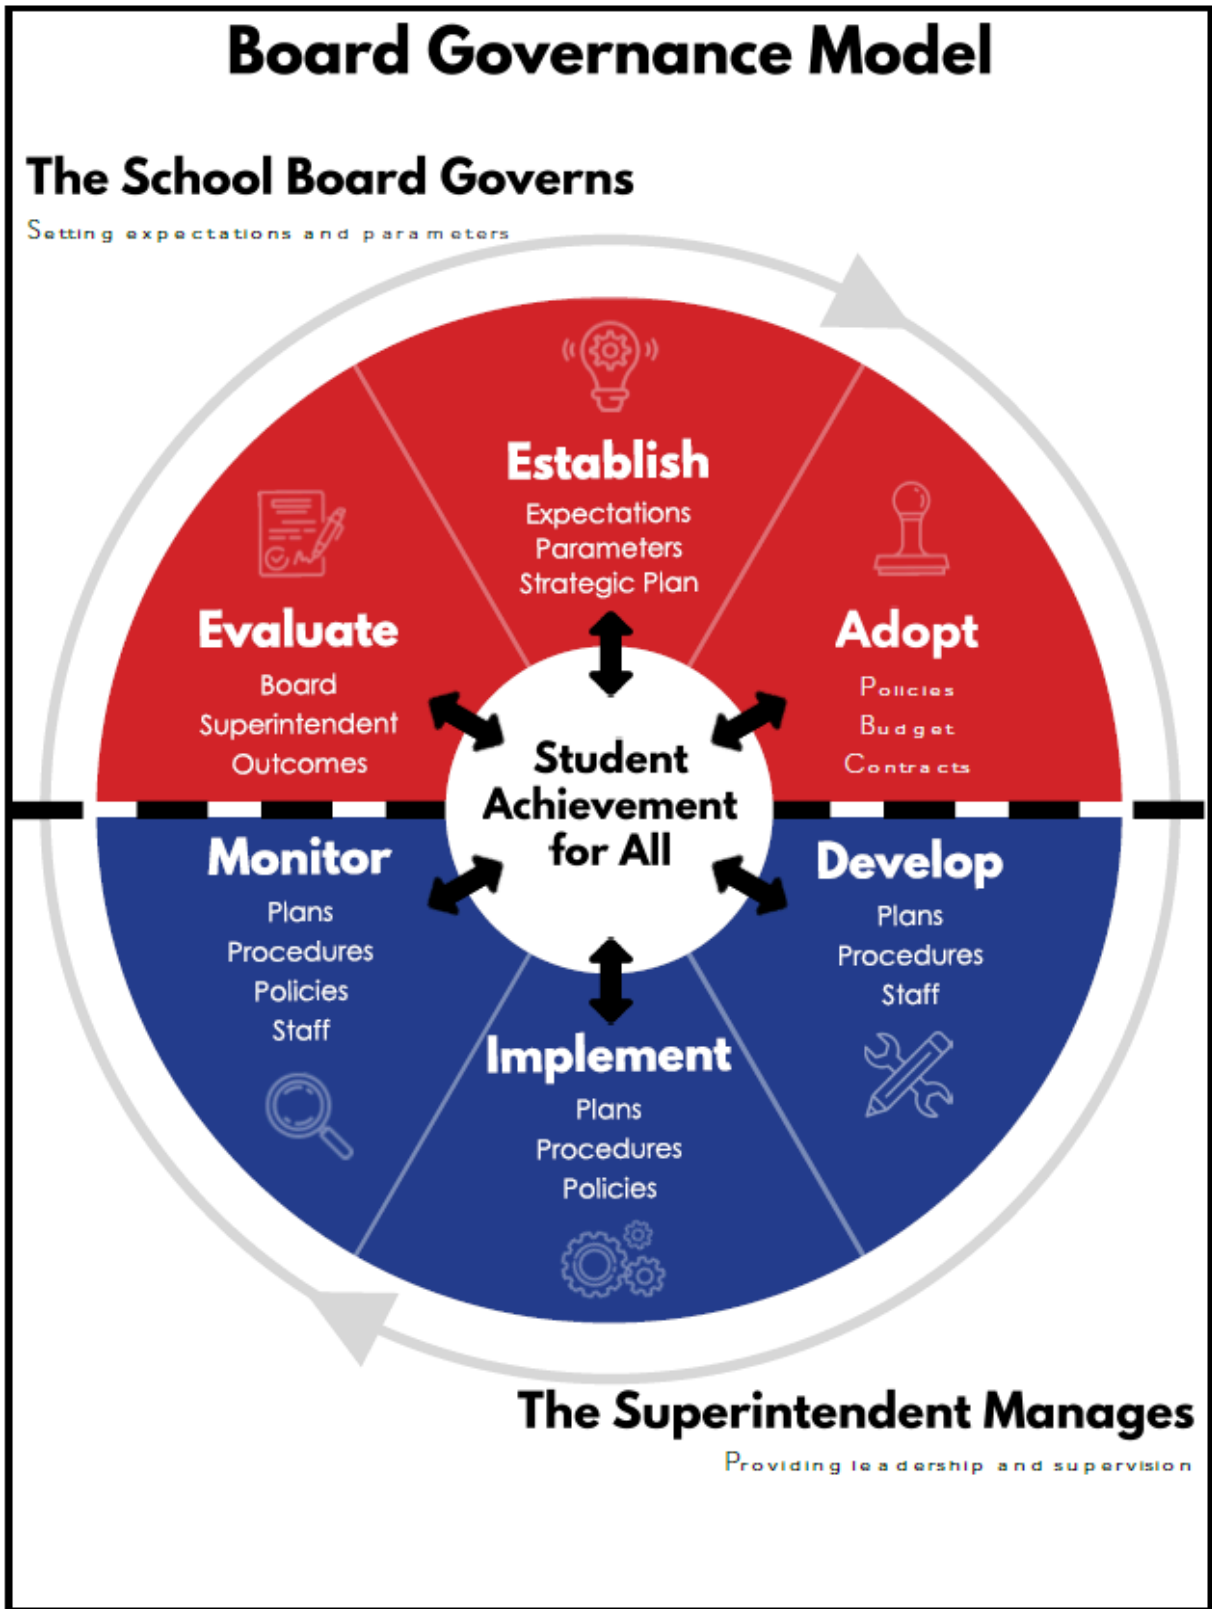 Board Governance Model
The School Board Governs
Setting expectations and parameters
Establish
Expectations
Parameters
Strategic Plan
Adopt
Policies
Budget
Contracts
Evaluate
Board
Superintendent
Outcomes
Student
Achievement
for All
Monitor
Plans
Procedures
Policies
Staff
Develop
Plans
Procedures
Staff
Implement
Plans
Procedures
Policies
The Superintendent Manages
Providing leadership and supervision